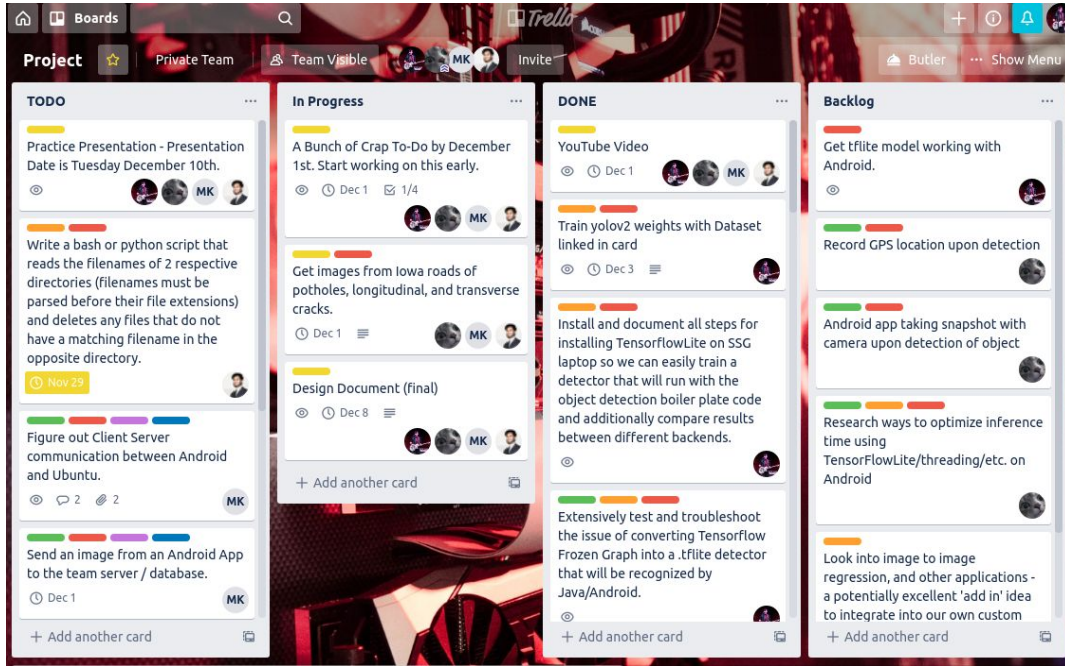 Boards
Trello
Project
Private Team
Team Visible
MK
Invite
Butler
... Show Menu
TODO
Practice Presentation - Presentation
Date is Tuesday December 10th.
MK
Write a bash or python script that
reads the filenames of 2 respective
directories (filenames must be
parsed before their file extensions)
and deletes any files that do not
have a matching filename in the
opposite directory.
Nov 29
Figure out Client Server
communication between Android
and Ubuntu.
2 2
MK
Send an image from an Android App
to the team server / database.
Dec 1
MK
+ Add another card
In Progress
A Bunch of Crap To-Do by December
1st. Start working on this early.
Dec 1 1/4
MK
Get images from Iowa roads of
potholes, longitudinal, and transverse
cracks.
Dec 1
MK
Design Document (final)
Dec 8
MK
+ Add another card
DONE
YouTube Video
Dec 1
MK
Train yolov2 weights with Dataset
linked in card
Dec 3
Install and document all steps for
installing TensorflowLite on SSG
laptop so we can easily train a
detector that will run with the
object detection boiler plate code
and additionally compare results
between different backends.
Extensively test and troubleshoot
the issue of converting Tensorflow
Frozen Graph into a .tflite detector
that will be recognized by
Java/Android.
+ Add another card
Backlog
Get tflite model working with
Android.
Record GPS location upon detection
Android app taking snapshot with
camera upon detection of object
Research ways to optimize inference
time using
TensorFlowLite/threading/etc. on
Android
Look into image to image
regression, and other applications -
a potentially excellent 'add in' idea
to integrate into our own custom
+ Add another card